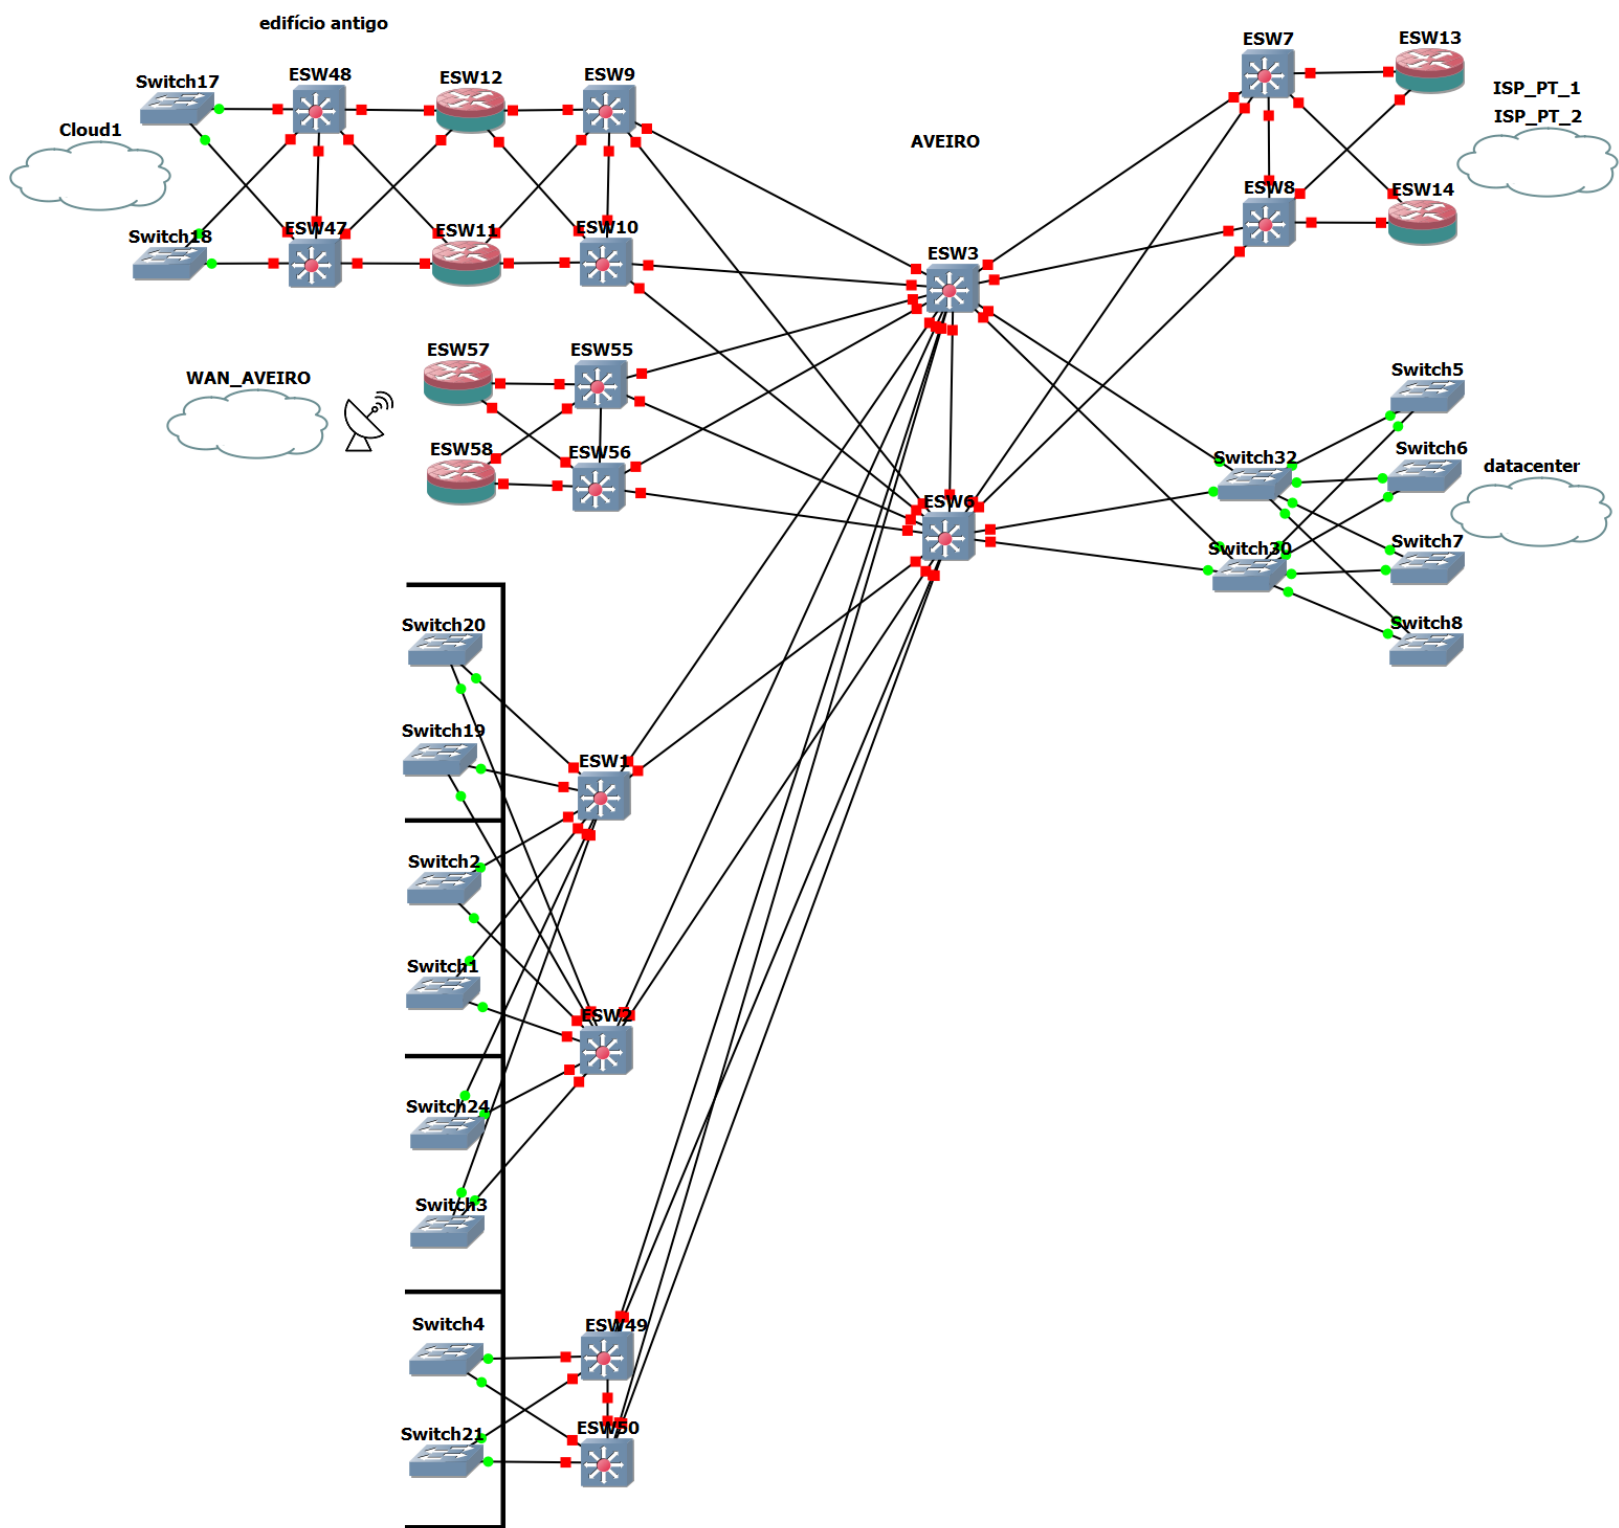 edifício antigo
ESW7
ESW13
Switch17
ESW48
ESW12
ESW9
ISP_PT_1
ISP_PT_2
Cloud1
AVEIRO
ESW8
ESW14
Switch18
ESW47
ESW11
ESW10
ESW3
ESW57
ESW55
WAN_AVEIRO
Switch5
ESW58
ESW56
Switch32
Switch6
datacenter
ESW6
Switch30
Switch7
Switch20
Switch8
Switch19
ESW1
Switch2
Switch1
ESW2
Switch24
Switch3
Switch4
ESW49
Switch21
ESW50